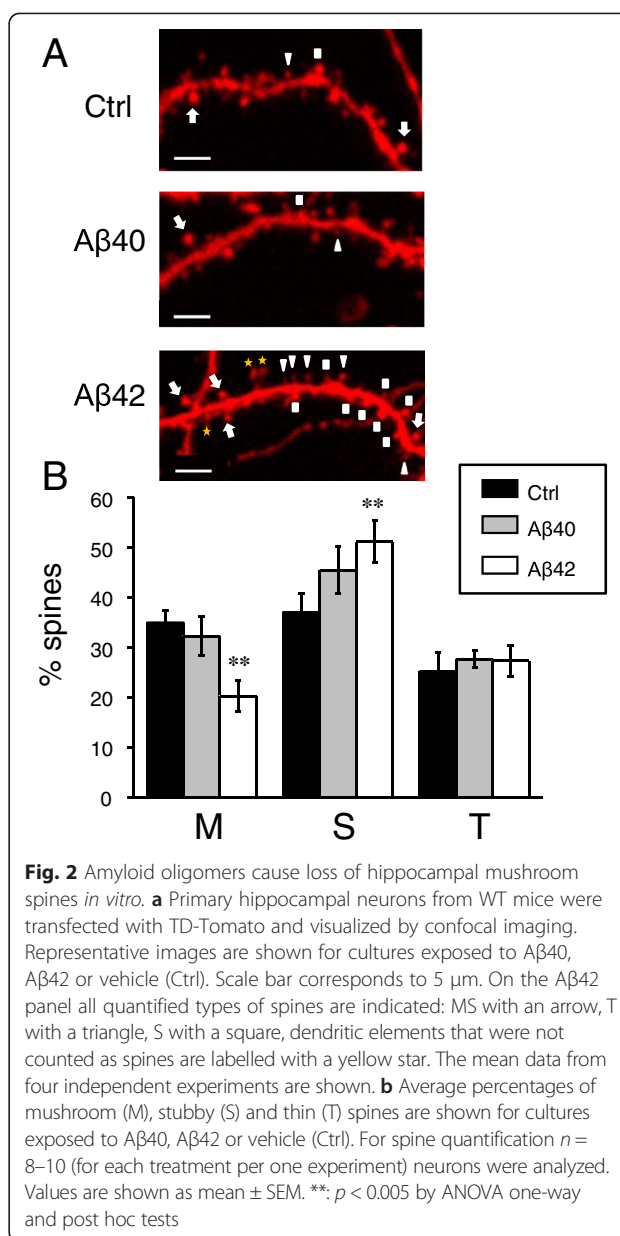 A
Ctrl
Aβ40
Aβ42
B
Ctrl
Aβ40
Aβ42
60
50
40
30
20
10
0
% spines
**
**
M
S
T
Fig. 2 Amyloid oligomers cause loss of hippocampal mushroom
spines in vitro. a Primary hippocampal neurons from WT mice were
transfected with TD-Tomato and visualized by confocal imaging.
Representative images are shown for cultures exposed to Aβ40,
Aβ42 or vehicle (Ctrl). Scale bar corresponds to 5 μm. On the Aβ42
panel all quantified types of spines are indicated: MS with an arrow, T
with a triangle, S with a square, dendritic elements that were not
counted as spines are labelled with a yellow star. The mean data from
four independent experiments are shown. b Average percentages of
mushroom (M), stubby (S) and thin (T) spines are shown for cultures
exposed to Aβ40, Aβ42 or vehicle (Ctrl). For spine quantification n =
8–10 (for each treatment per one experiment) neurons were analyzed.
Values are shown as mean ± SEM. **: p < 0.005 by ANOVA one-way
and post hoc tests